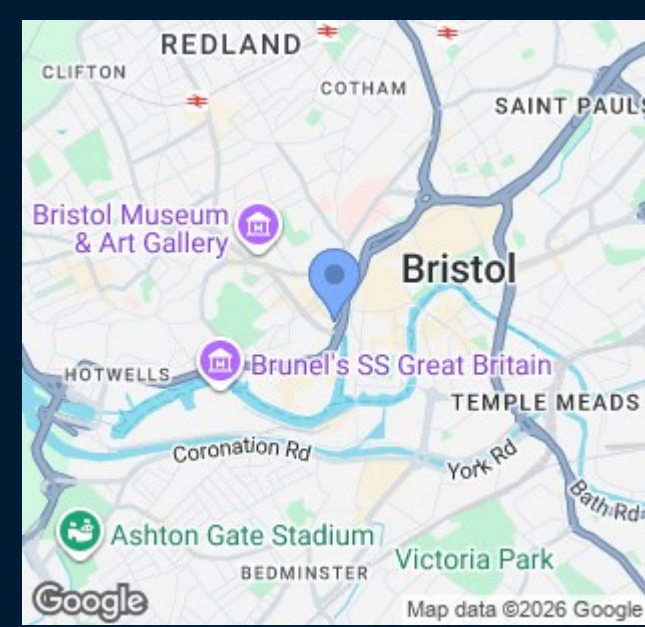 REDLAND
CLIFTON
COTHAM
SAINT PAULS
Bristol Museum
& Art Gallery
Bristol
HOTWELLS
Brunel's SS Great Britain
TEMPLE MEADS
Coronation Rd
York Rd
Bath Rd
Ashton Gate Stadium
Victoria Park
BEDMINSTER
Google
Map data ©2026 Google